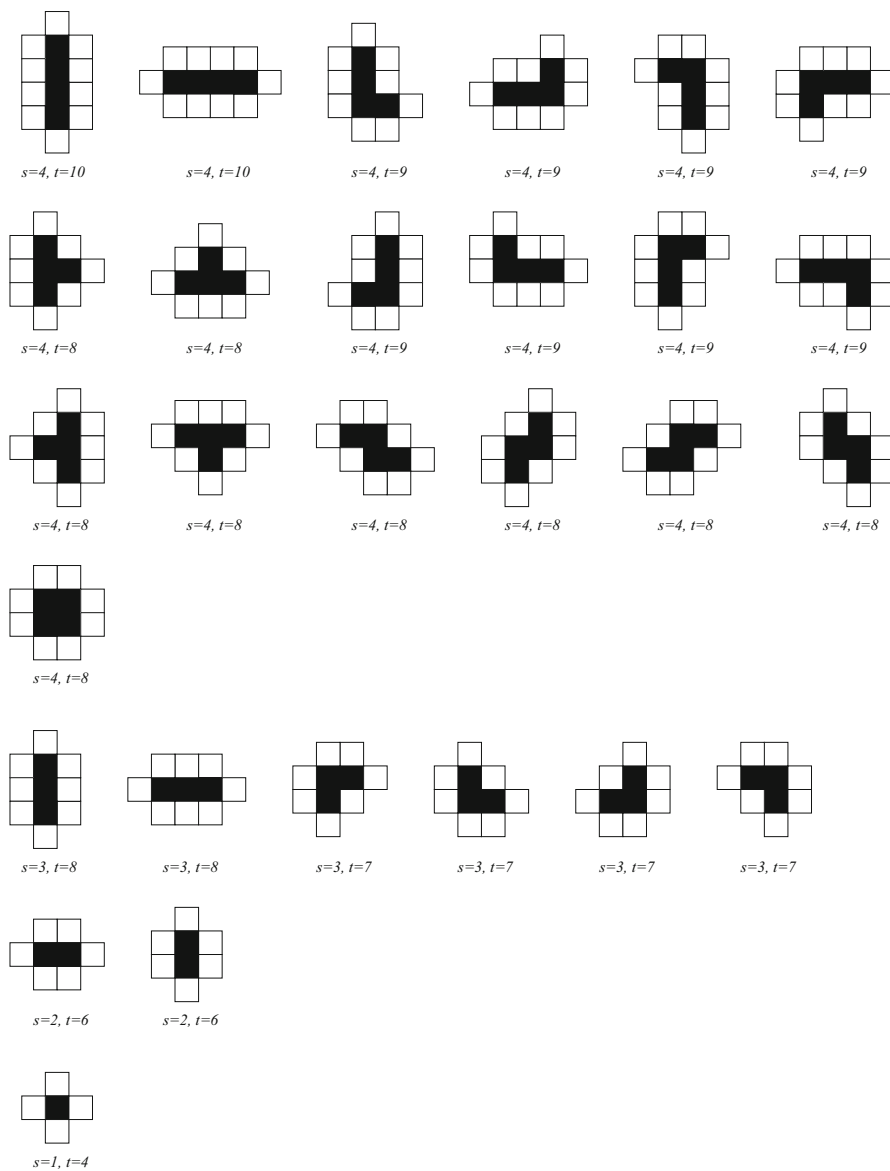 s=4, t=10 s=4, t=10 s=4, t=9 s=4, t=9 s=4, t=9 s=4, t=9
s=4, t=8 s=4, t=8 s=4, t=9 s=4, t=9 s=4, t=9 s=4, t=9
s=4, t=8 s=4, t=8 s=4, t=8 s=4, t=8 s=4, t=8 s=4, t=8
s=4, t=8
s=3, t=8 s=3, t=8 s=3, t=7 s=3, t=7 s=3, t=7 s=3, t=7
s=2, t=6 s=2, t=6
s=1, t=4